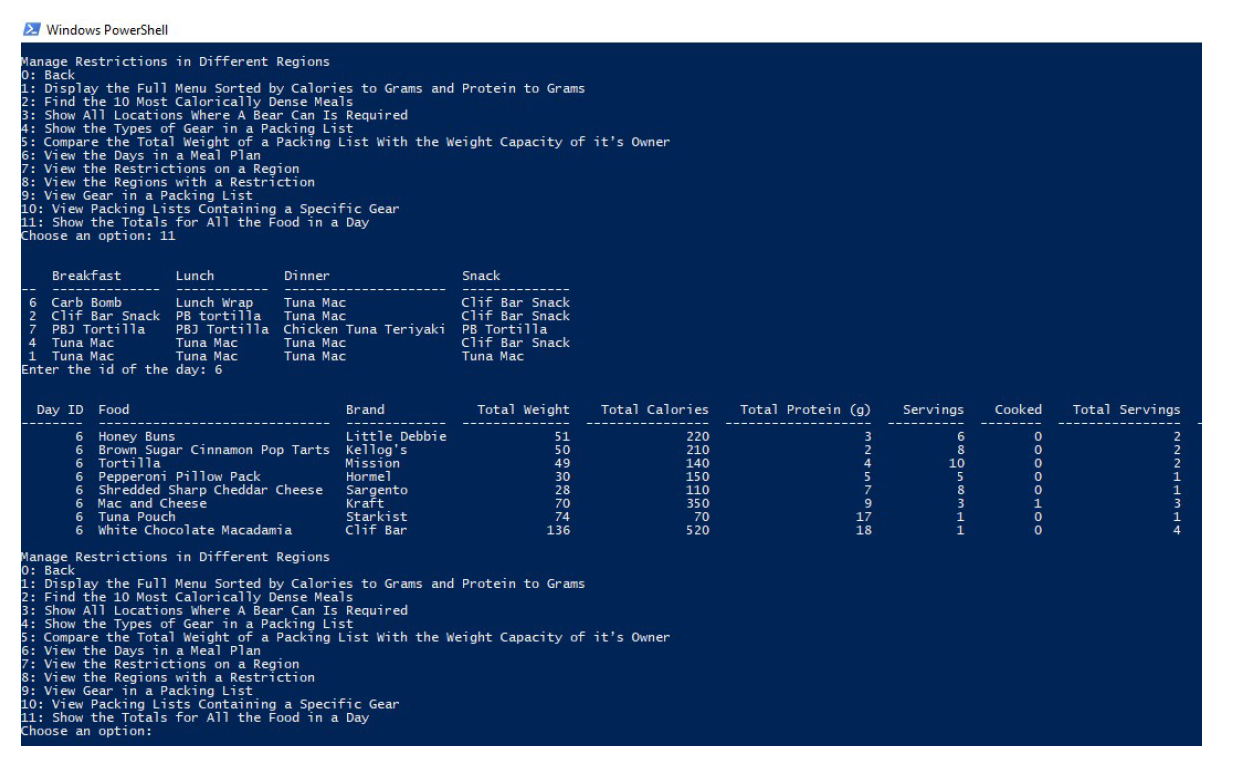 Windows PowerShell
Manage Restrictions in Different Regions
0: Back
1: Display the Full Menu Sorted by Calories to Grams and Protein to Grams
2: Find the 10 Most Calorically Dense Meals
3: Show All Locations Where A Bear Can Is Required
4: Show the Types of Gear in a Packing List
5: Compare the Total Weight of a Packing List With the Weight Capacity of it's Owner
6: View the Days in a Meal Plan
7: View the Restrictions on a Region
8: View the Regions with a Restriction
9: View Gear in a Packing List
10: View Packing Lists Containing a Specific Gear
11: Show the Totals for All the Food in a Day
Choose an option: 11
Breakfast Lunch Dinner Snack
-- -------------- ------------ --------------------- --------------
6 Carb Bomb Lunch Wrap Tuna Mac Clif Bar Snack
2 Clif Bar Snack PB tortilla Tuna Mac Clif Bar Snack
7 PBJ Tortilla PBJ Tortilla Chicken Tuna Teriyaki PB Tortilla
4 Tuna Mac Tuna Mac Tuna Mac Clif Bar Snack
1 Tuna Mac Tuna Mac Tuna Mac Tuna Mac
Enter the id of the day: 6
Day ID Food Brand Total Weight Total Calories Total Protein (g) Servings Cooked Total Servings
-------- ------------------------------ ------------- -------------- -------------- ----------------- ---------- -------- -------------- -
6 Honey Buns Little Debbie 51 220 3 6 0 2
6 Brown Sugar Cinnamon Pop Tarts Kellog's 50 210 2 8 0 2
6 Tortilla Mission 49 140 4 10 0 2
6 Pepperoni Pillow Pack Hormel 30 150 5 5 0 1
6 Shredded Sharp Cheddar Cheese Sargento 28 110 7 8 0 1
6 Mac and Cheese Kraft 70 350 9 3 1 3
6 Tuna Pouch Starkist 74 70 17 1 0 1
6 White Chocolate Macadamia Clif Bar 136 520 18 1 0 4
Manage Restrictions in Different Regions
0: Back
1: Display the Full Menu Sorted by Calories to Grams and Protein to Grams
2: Find the 10 Most Calorically Dense Meals
3: Show All Locations Where A Bear Can Is Required
4: Show the Types of Gear in a Packing List
5: Compare the Total Weight of a Packing List With the Weight Capacity of it's Owner
6: View the Days in a Meal Plan
7: View the Restrictions on a Region
8: View the Regions with a Restriction
9: View Gear in a Packing List
10: View Packing Lists Containing a Specific Gear
11: Show the Totals for All the Food in a Day
Choose an option: